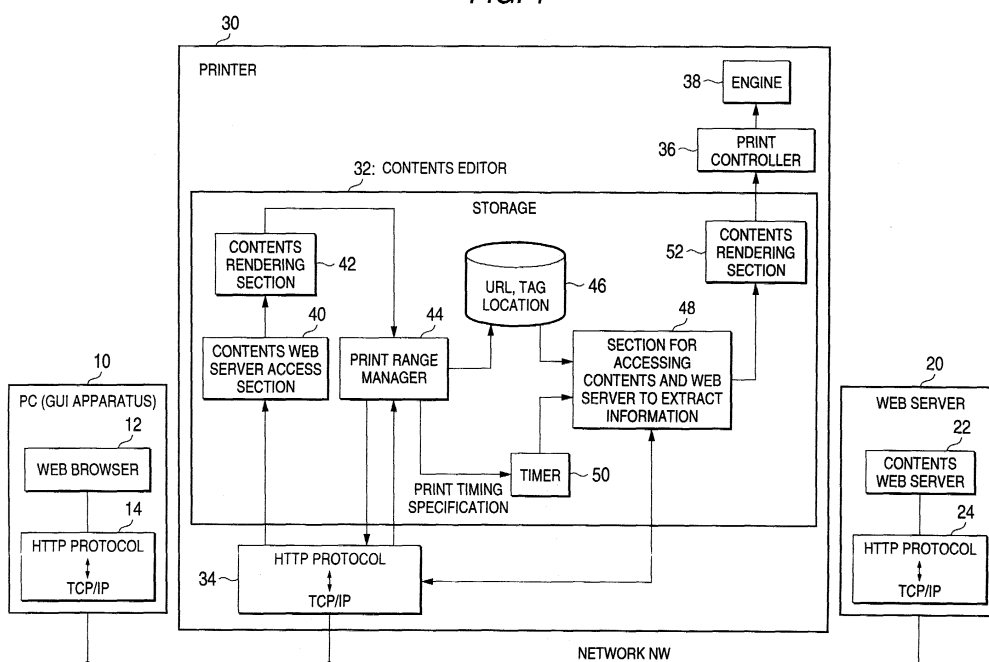 30
PRINTER
38
ENGINE
36
PRINT
CONTROLLER
32: CONTENTS EDITOR
STORAGE
CONTENTS
RENDERING
SECTION
42
URL, TAG
LOCATION
46
52
CONTENTS
RENDERING
SECTION
40
CONTENTS WEB
SERVER ACCESS
SECTION
44
PRINT RANGE
MANAGER
48
SECTION FOR
ACCESSING
CONTENTS AND WEB
SERVER TO EXTRACT
INFORMATION
TIMER
50
PRINT TIMING
SPECIFICATION
34
HTTP PROTOCOL
TCP/IP
10
PC (GUI APPARATUS)
12
WEB BROWSER
14
HTTP PROTOCOL
TCP/IP
20
WEB SERVER
22
CONTENTS
WEB SERVER
24
HTTP PROTOCOL
TCP/IP
NETWORK NW